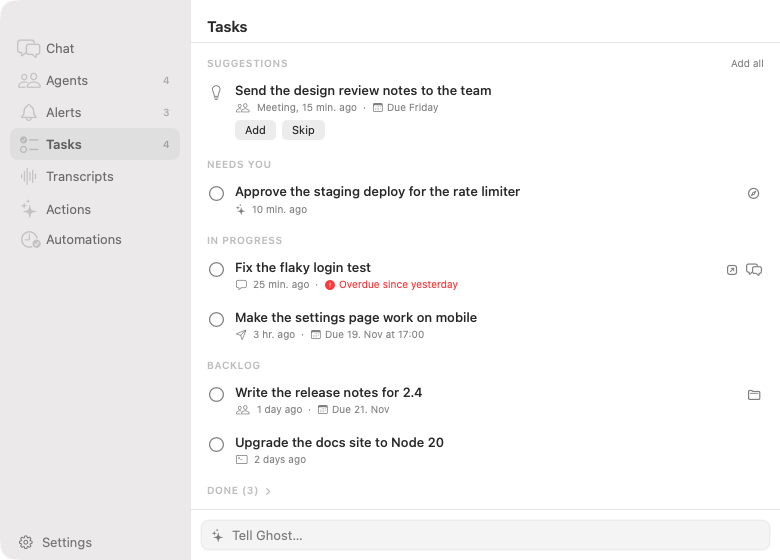 Chat
Agents 4
Alerts 3
Tasks 4
Transcripts
Actions
Automations
Settings
Tasks
SUGGESTIONS Add all
Send the design review notes to the team
Meeting, 15 min. ago · Due Friday
Add Skip
NEEDS YOU
Approve the staging deploy for the rate limiter
10 min. ago
IN PROGRESS
Fix the flaky login test
25 min. ago · Overdue since yesterday
Make the settings page work on mobile
3 hr. ago · Due 19. Nov at 17:00
BACKLOG
Write the release notes for 2.4
1 day ago · Due 21. Nov
Upgrade the docs site to Node 20
2 days ago
DONE (3)
Tell Ghost...